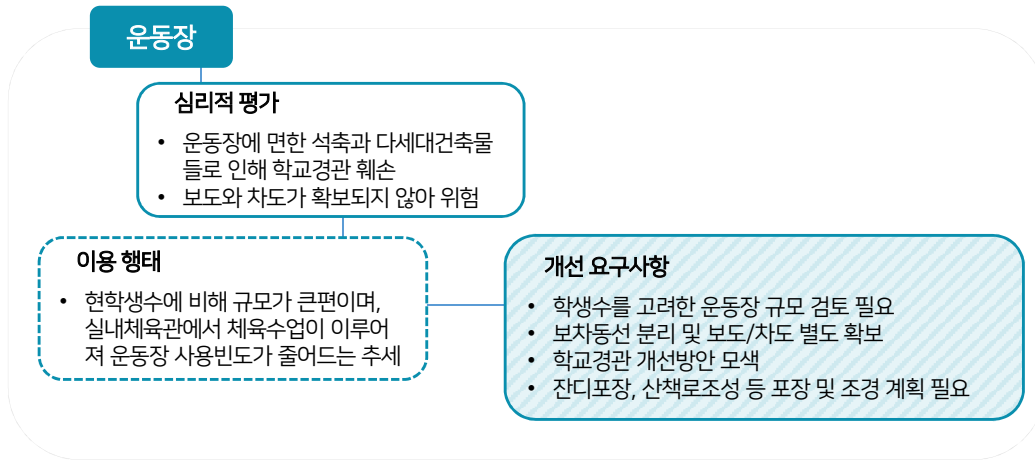 운동장
심리적 평가
• 운동장에 면한 석축과 다세대건축물
들로 인해 학교경관 훼손
• 보도와 차도가 확보되지 않아 위험
이용 행태
• 현학생수에 비해 규모가 큰편이며,
실내체육관에서 체육수업이 이루어
져 운동장 사용빈도가 줄어드는 추세
개선 요구사항
• 학생수를 고려한 운동장 규모 검토 필요
• 보차동선 분리 및 보도/차도 별도 확보
• 학교경관 개선방안 모색
• 잔디포장, 산책로조성 등 포장 및 조경 계획 필요